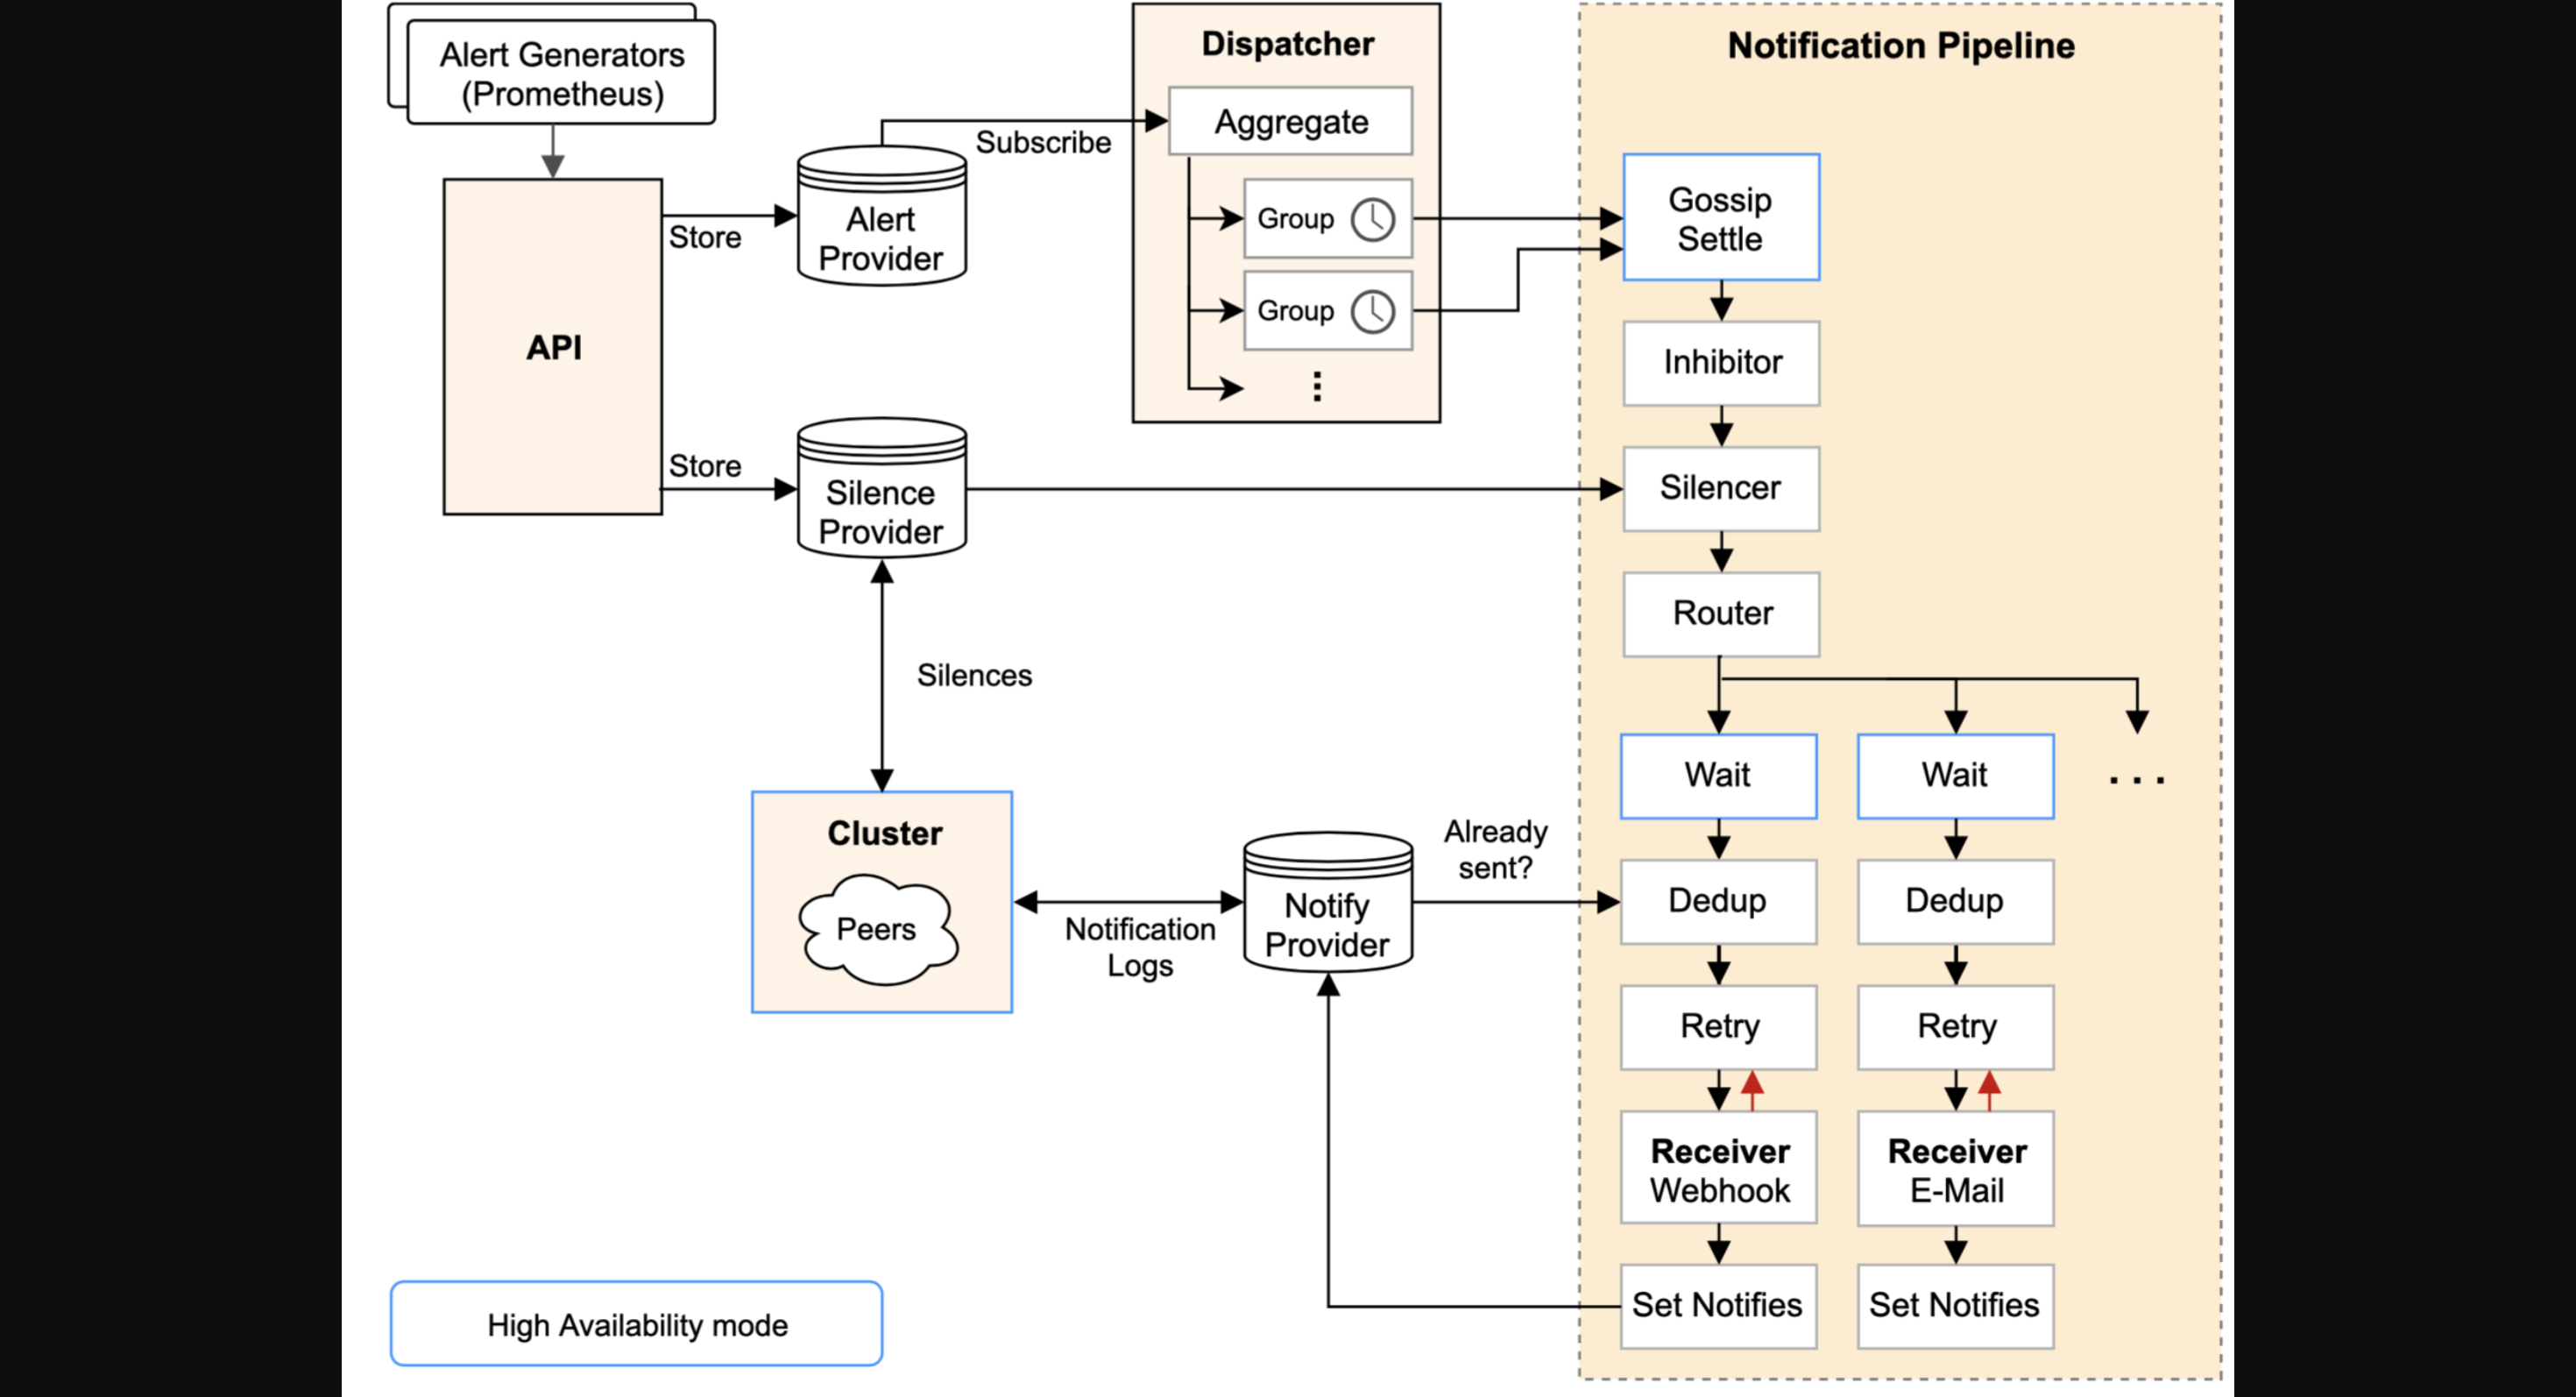 Alert Generators
(Prometheus)
API
Store
Alert
Provider
Subscribe
Store
Silence
Provider
Silences
Cluster
Peers
Notification
Logs
Notify
Provider
Already
sent?
High Availability mode
Dispatcher
Aggregate
Group
Group
Notification Pipeline
Gossip
Settle
Inhibitor
Silencer
Router
Wait
Wait
. . .
Dedup
Dedup
Retry
Retry
Receiver
Webhook
Receiver
E-Mail
Set Notifies
Set Notifies